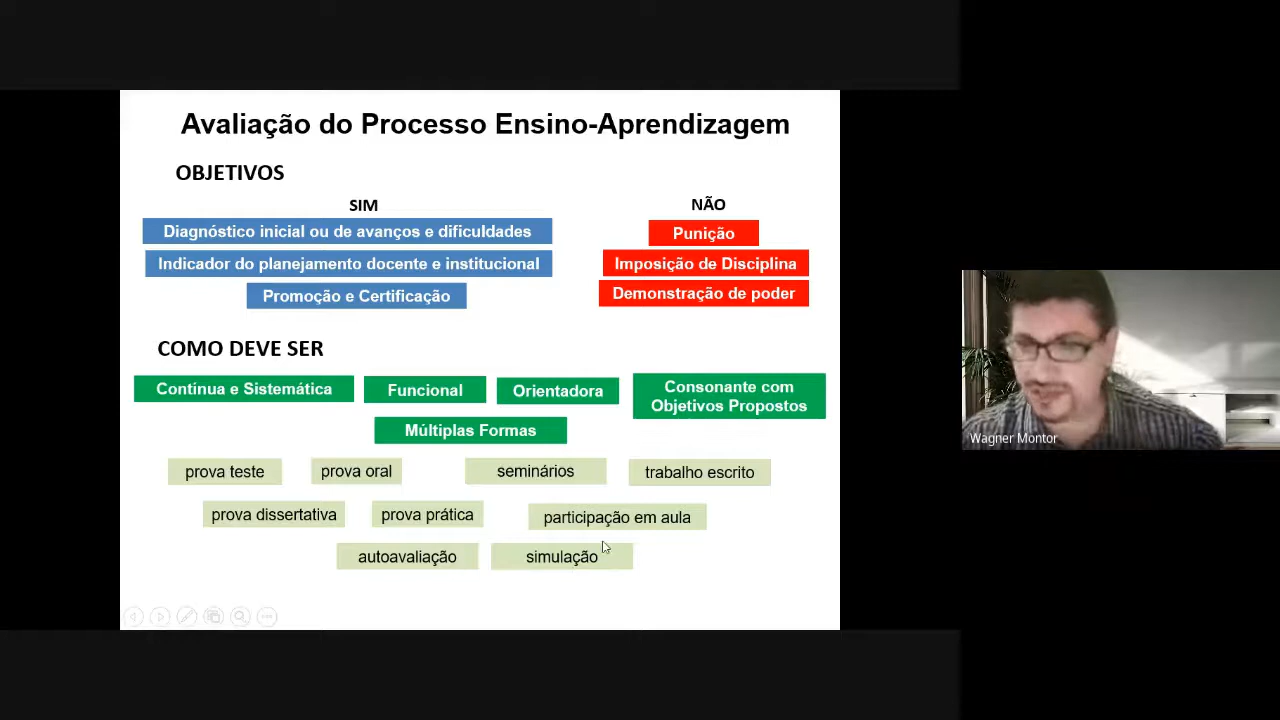 Avaliação do Processo Ensino-Aprendizagem
OBJETIVOS
SIM
NÃO
Diagnóstico inicial ou de avanços e dificuldades
Punição
Indicador do planejamento docente e institucional
Imposição de Disciplina
Promoção e Certificação
Demonstração de poder
COMO DEVE SER
Contínua e Sistemática
Funcional
Orientadora
Consonante com
Objetivos Propostos
Múltiplas Formas
prova teste
prova oral
seminários
trabalho escrito
prova dissertativa
prova prática
participação em aula
autoavaliação
simulação
Wagner Montor